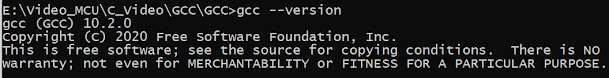 E:\Video_MCU\C_Video\GCC\GCC>gcc --version
gcc (GCC) 10.2.0
Copyright (C) 2020 Free Software Foundation, Inc.
This is free software; see the source for copying conditions.  There is NO
warranty; not even for MERCHANTABILITY or FITNESS FOR A PARTICULAR PURPOSE.